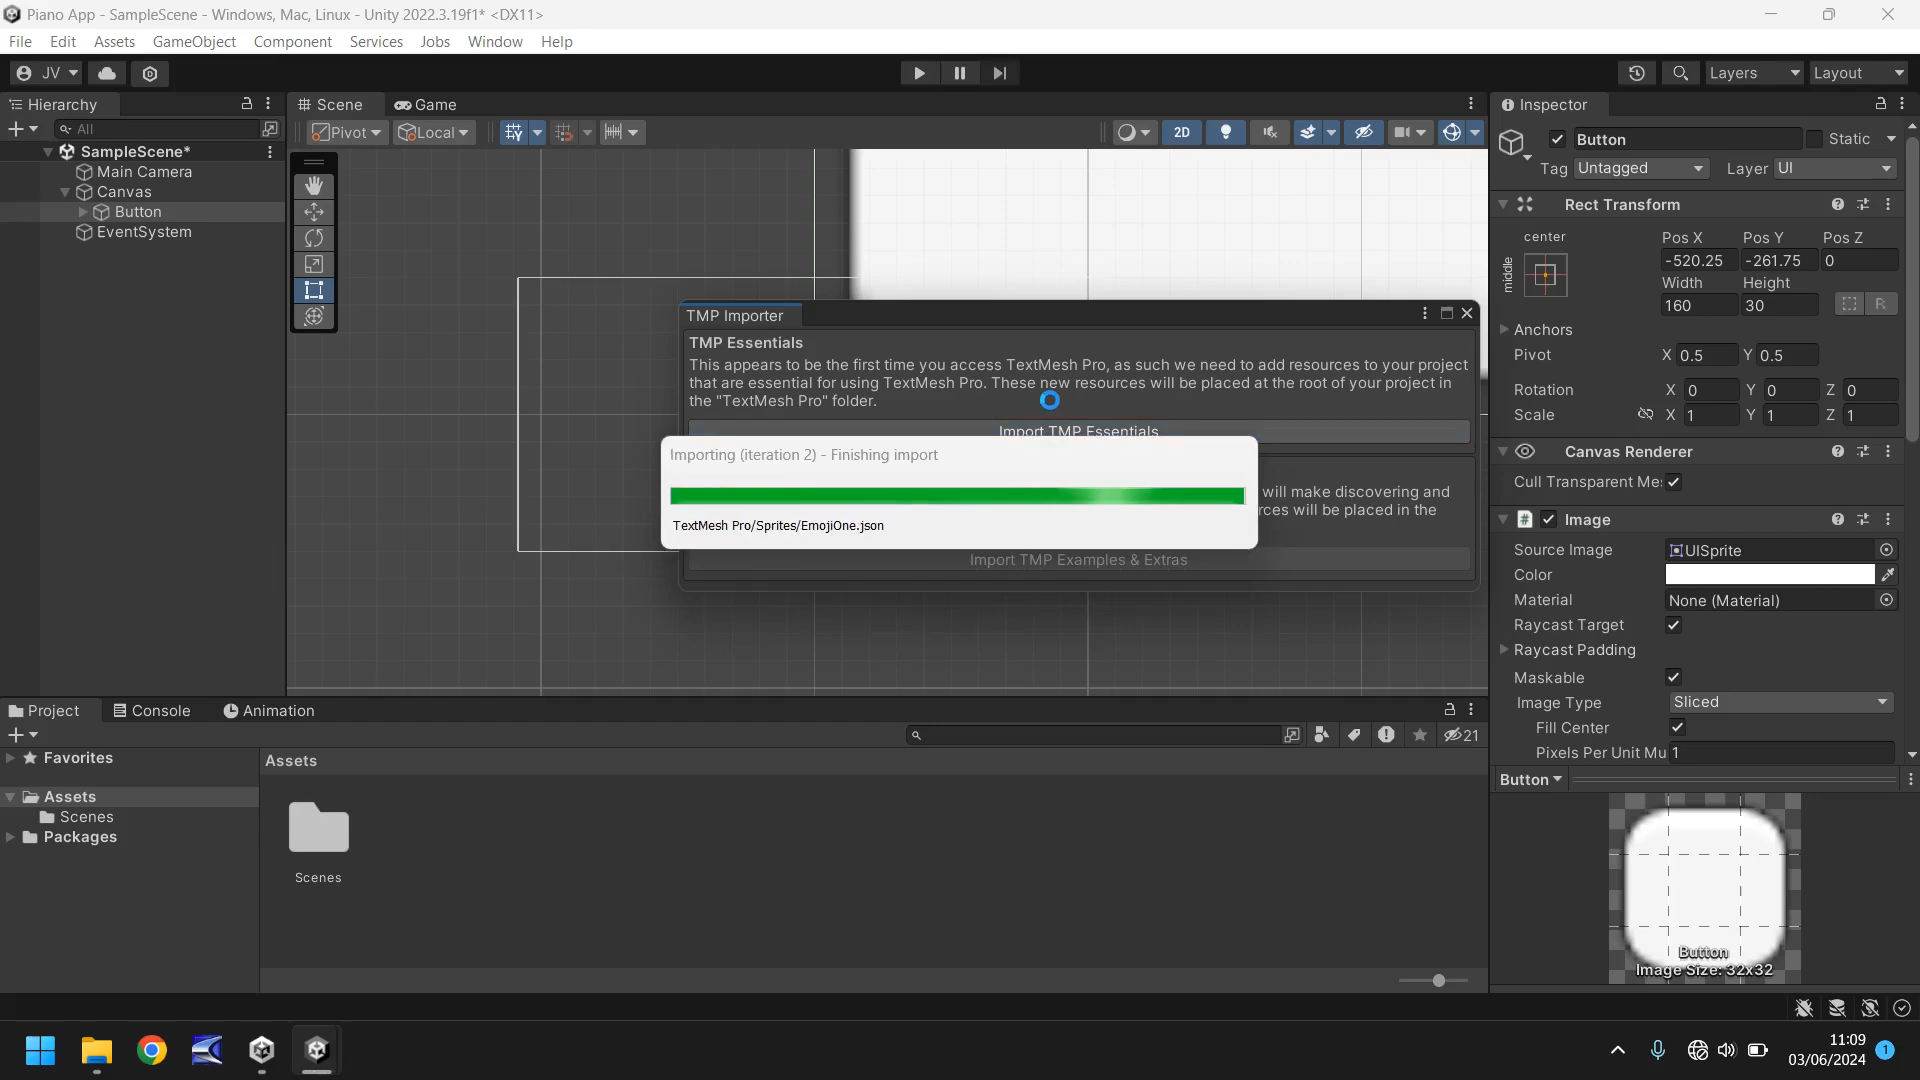 Piano App - SampleScene - Windows, Mac, Linux - Unity 2022.3.19f1* <DX11>
File Edit Assets GameObject Component Services Jobs Window Help
JV
Layers
Layout
Hierarchy
All
SampleScene*
Main Camera
Canvas
Button
EventSystem
Scene
Game
Pivot
Local
2D
TMP Importer
TMP Essentials
This appears to be the first time you access TextMesh Pro, as such we need to add resources to your project
that are essential for using TextMesh Pro. These new resources will be placed at the root of your project in
the "TextMesh Pro" folder.
Import TMP Essentials
Importing (iteration 2) - Finishing import
TextMesh Pro/Sprites/EmojiOne.json
will make discovering and
rces will be placed in the
Import TMP Examples & Extras
Inspector
Button
Static
Tag Untagged Layer UI
Rect Transform
center
middle
Pos X Pos Y Pos Z
-520.25 -261.75 0
Width Height
160 30
R
Anchors
Pivot X 0.5 Y 0.5
Rotation X 0 Y 0 Z 0
Scale X 1 Y 1 Z 1
Canvas Renderer
Cull Transparent Me
Image
Source Image UISprite
Color
Material None (Material)
Raycast Target
Raycast Padding
Maskable
Image Type Sliced
Fill Center
Pixels Per Unit Mu 1
Button
Button
Image Size: 32x32
Project
Console
Animation
21
Favorites
Assets
Scenes
Packages
Assets
Scenes
11:09
03/06/2024
1